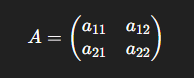 A = \begin{pmatrix} a_{11} & a_{12} \\ a_{21} & a_{22} \end{pmatrix}